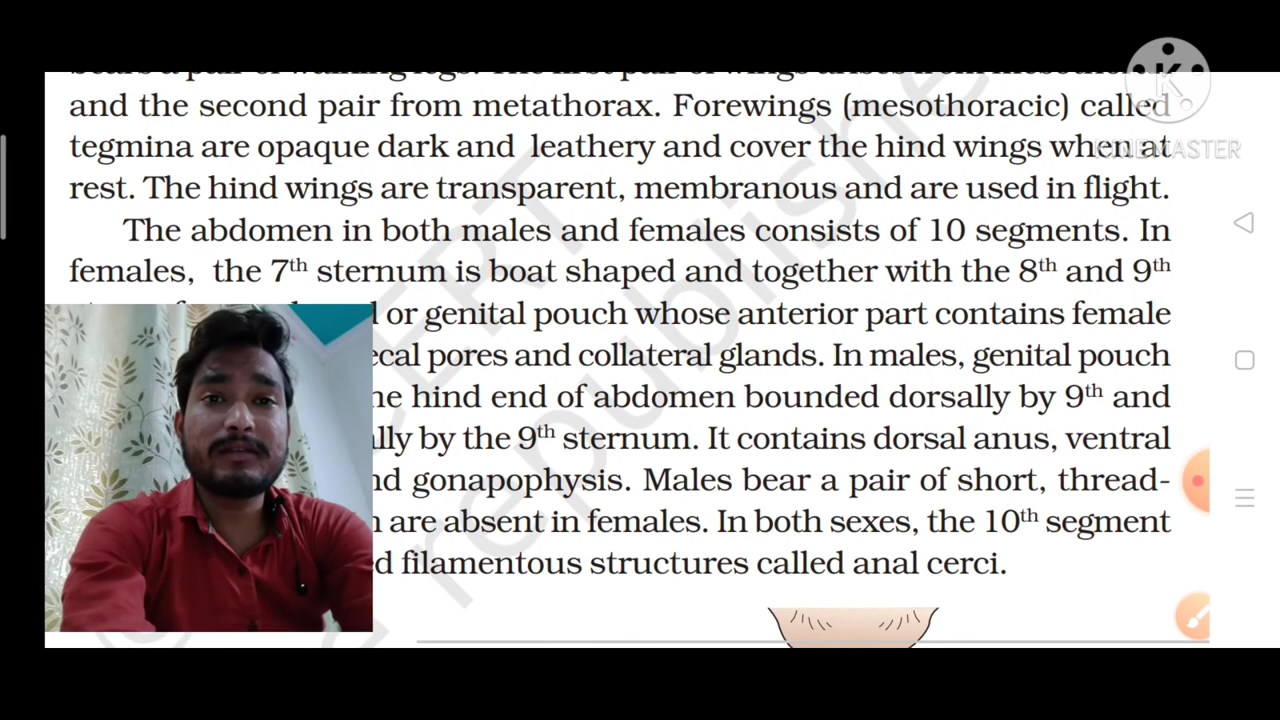 and the second pair from metathorax. Forewings (mesothoracic) called
tegmina are opaque dark and leathery and cover the hind wings when at
rest. The hind wings are transparent, membranous and are used in flight.
The abdomen in both males and females consists of 10 segments. In
females, the 7th sternum is boat shaped and together with the 8th and 9th
or genital pouch whose anterior part contains female
pores and collateral glands. In males, genital pouch
hind end of abdomen bounded dorsally by 9th and
by the 9th sternum. It contains dorsal anus, ventral
gonapophysis. Males bear a pair of short, thread-
are absent in females. In both sexes, the 10th segment
filamentous structures called anal cerci.
K
KINEMASTER